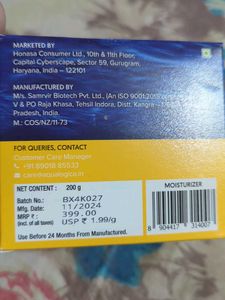 MARKETED BY
Honasa Consumer Ltd., 10th & 11th Floor,
Capital Cyberscape, Sector 59, Gurugram,
Haryana, India – 122101
MANUFACTURED BY
M/s. Samrvir Biotech Pvt. Ltd., (An ISO 9001:201
V & PO Raja Khasa, Tehsil Indora, Distt. Kangra –
Pradesh, India.
M.: COS/NZ/11-73
FOR QUERIES, CONTACT
Customer Care Manager
+91 89018 85533
care@aqualogica.in
NET CONTENT : 200 g
Batch No.: BX4K027
Mfg. Date: 11/2024
MRP ₹ : 399.00
(incl. of all taxes) USP ₹ 1.99/g
Use Before 24 Months From Manufacture.
MOISTURIZER
8 904417 314007